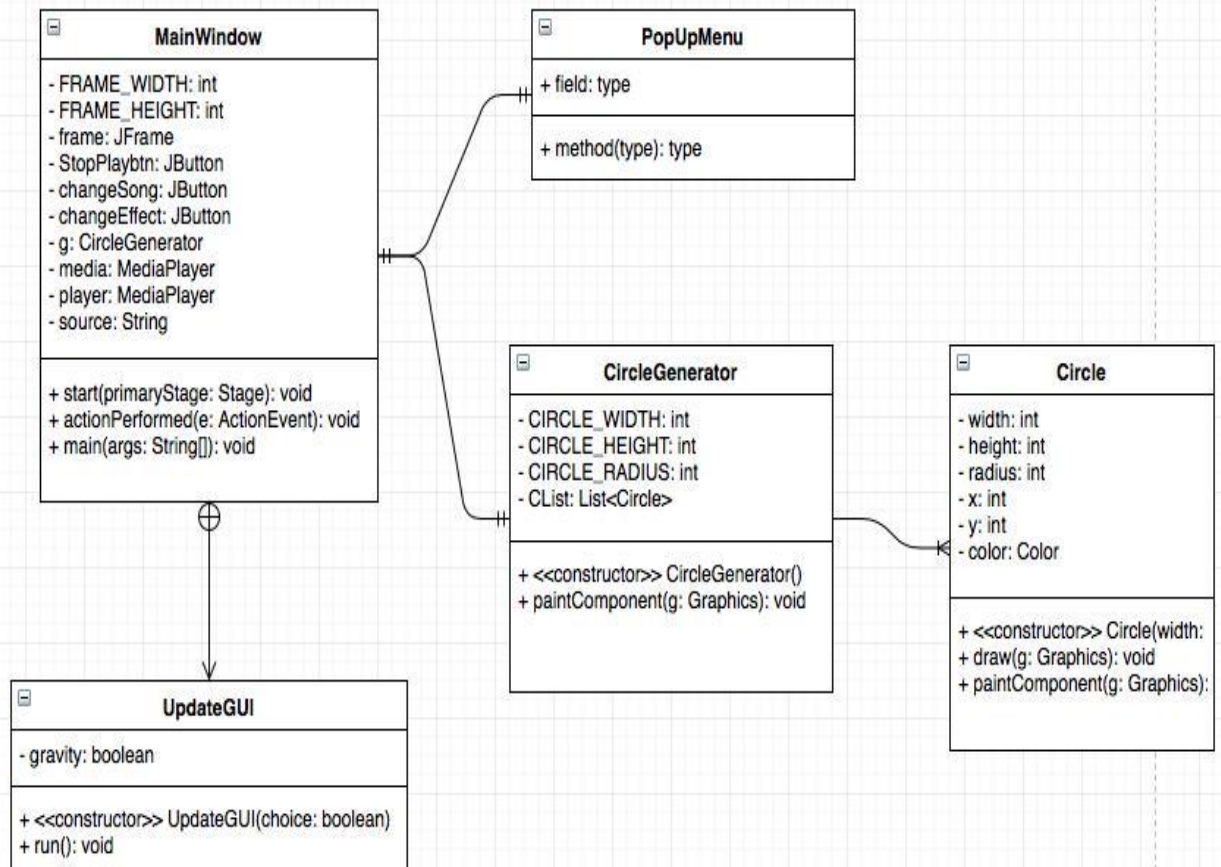 MainWindow
- FRAME_WIDTH: int
- FRAME_HEIGHT: int
- frame: JFrame
- StopPlaybtn: JButton
- changeSong: JButton
- changeEffect: JButton
- g: CircleGenerator
- media: MediaPlayer
- player: MediaPlayer
- source: String
+ start(primaryStage: Stage): void
+ actionPerformed(e: ActionEvent): void
+ main(args: String[]): void
PopUpMenu
+ field: type
+ method(type): type
CircleGenerator
- CIRCLE_WIDTH: int
- CIRCLE_HEIGHT: int
- CIRCLE_RADIUS: int
- CList: List<Circle>
+ <<constructor>> CircleGenerator()
+ paintComponent(g: Graphics): void
Circle
- width: int
- height: int
- radius: int
- x: int
- y: int
- color: Color
+ <<constructor>> Circle(width:
+ draw(g: Graphics): void
+ paintComponent(g: Graphics):
UpdateGUI
- gravity: boolean
+ <<constructor>> UpdateGUI(choice: boolean)
+ run(): void